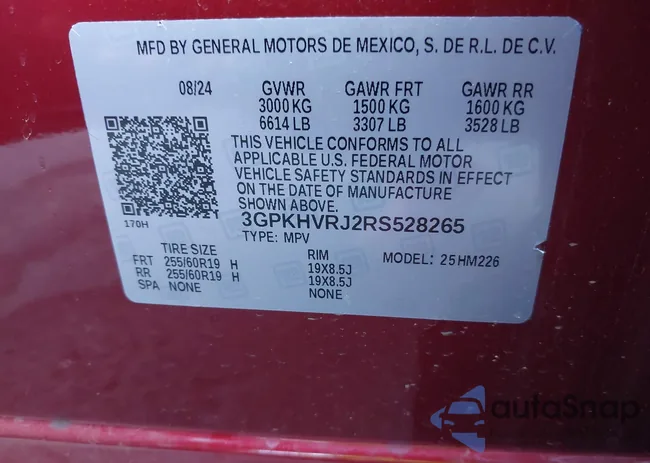 MFD BY GENERAL MOTORS DE MEXICO, S. DE R.L. DE C.V.
08/24 GVWR GAWR FRT GAWR RR
3000 KG 1500 KG 1600 KG
6614 LB 3307 LB 3528 LB
THIS VEHICLE CONFORMS TO ALL
APPLICABLE U.S. FEDERAL MOTOR
VEHICLE SAFETY STANDARDS IN EFFECT
ON THE DATE OF MANUFACTURE
SHOWN ABOVE
3GPKHVRJ2RS528265
170H
TYPE: MPV
TIRE SIZE RIM MODEL: 25HM226
FRT 255/60R19 H 19X8.5J
RR 255/60R19 H 19X8.5J
SPA NONE NONE
autoSnap